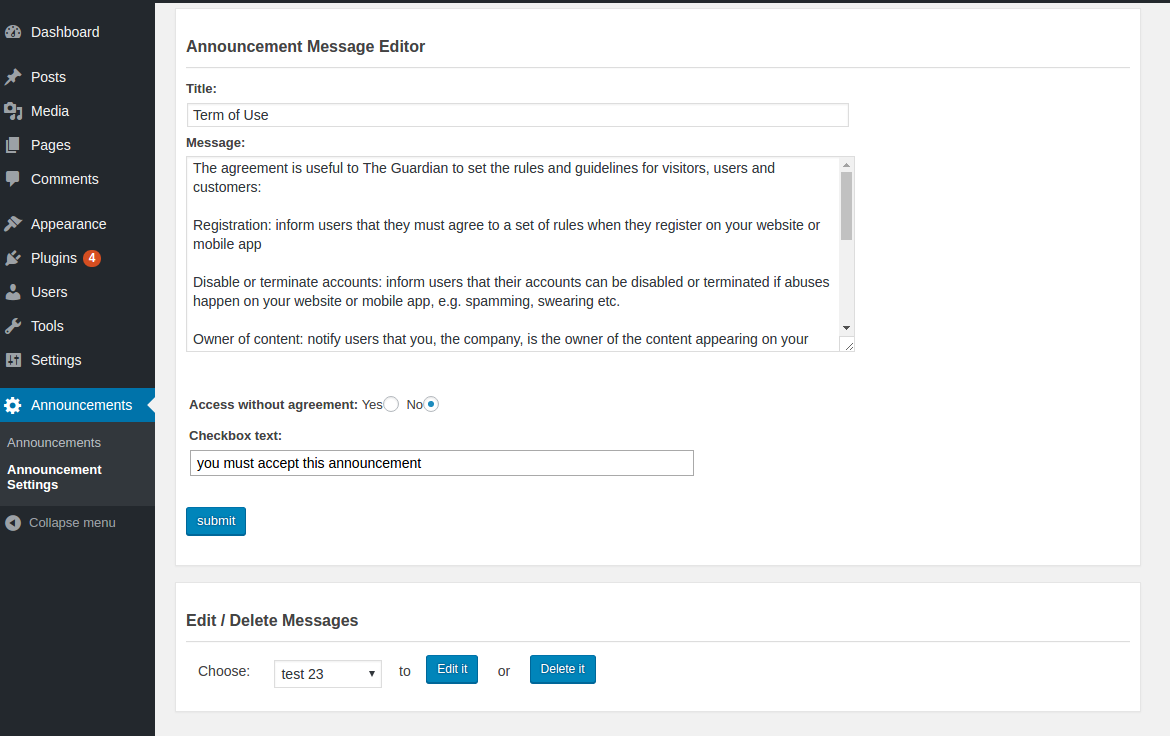 Dashboard
Posts
Media
Pages
Comments
Appearance
Plugins 4
Users
Tools
Settings
Announcements
Announcements
Announcement
Settings
Collapse menu
Announcement Message Editor
Title:
Term of Use
Message:
The agreement is useful to The Guardian to set the rules and guidelines for visitors, users and
customers:
Registration: inform users that they must agree to a set of rules when they register on your website or
mobile app
Disable or terminate accounts: inform users that their accounts can be disabled or terminated if abuses
happen on your website or mobile app, e.g. spamming, swearing etc.
Owner of content: notify users that you, the company, is the owner of the content appearing on your
Access without agreement: Yes No
Checkbox text:
you must accept this announcement
submit
Edit / Delete Messages
Choose: test 23 to Edit it or Delete it